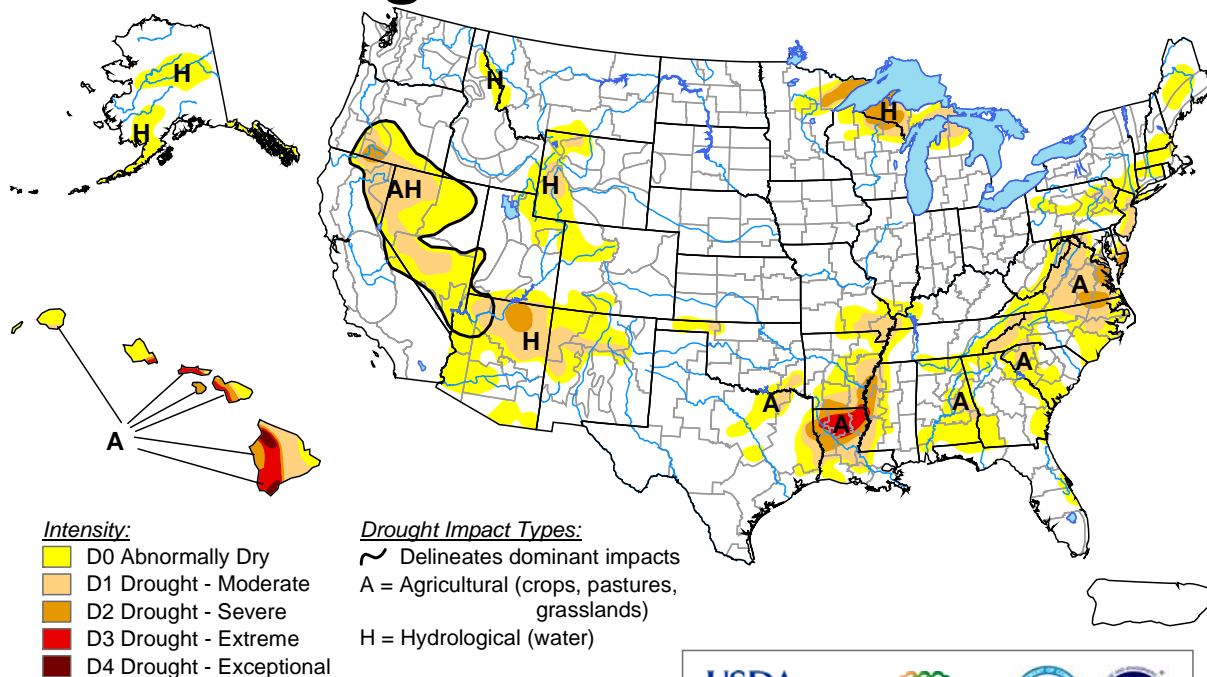 H
H
H
AH
H
H
H
A
A
A
A
A
A
Intensity:
D0 Abnormally Dry
D1 Drought - Moderate
D2 Drought - Severe
D3 Drought - Extreme
D4 Drought - Exceptional
Drought Impact Types:
Delineates dominant impacts
A = Agricultural (crops, pastures,
grasslands)
H = Hydrological (water)
USDA